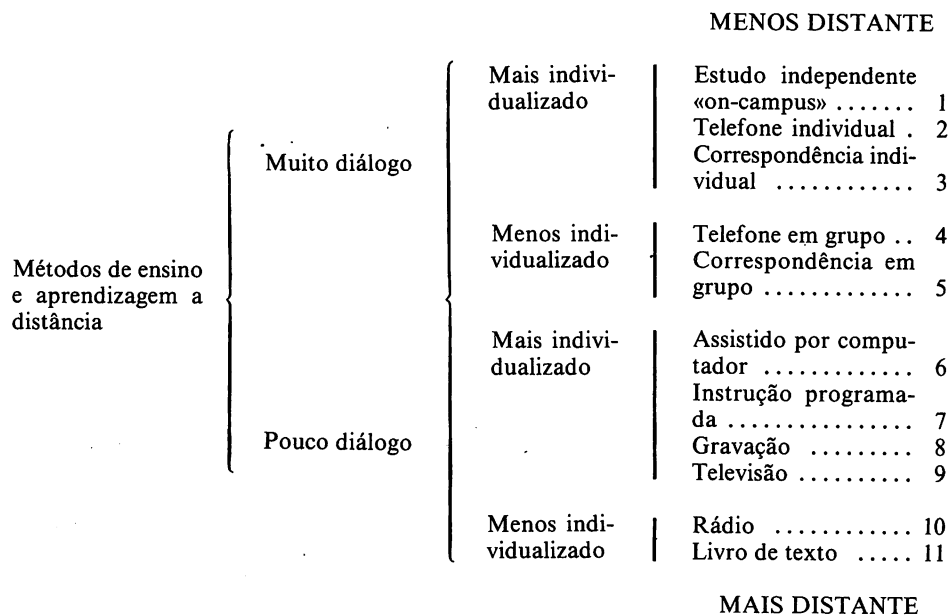 MENOS DISTANTE
Métodos de ensino
e aprendizagem a
distância
Muito diálogo
Mais indivi-
dualizado
Estudo independente
«on-campus» ....... 1
Telefone individual . 2
Correspondência indi-
vidual ............ 3
Menos indi-
vidualizado
Telefone em grupo .. 4
Correspondência em
grupo ............. 5
Pouco diálogo
Mais indivi-
dualizado
Assistido por compu-
tador ............. 6
Instrução programa-
da ................ 7
Gravação ......... 8
Televisão .......... 9
Menos indi-
vidualizado
Rádio ............ 10
Livro de texto ..... 11
MAIS DISTANTE